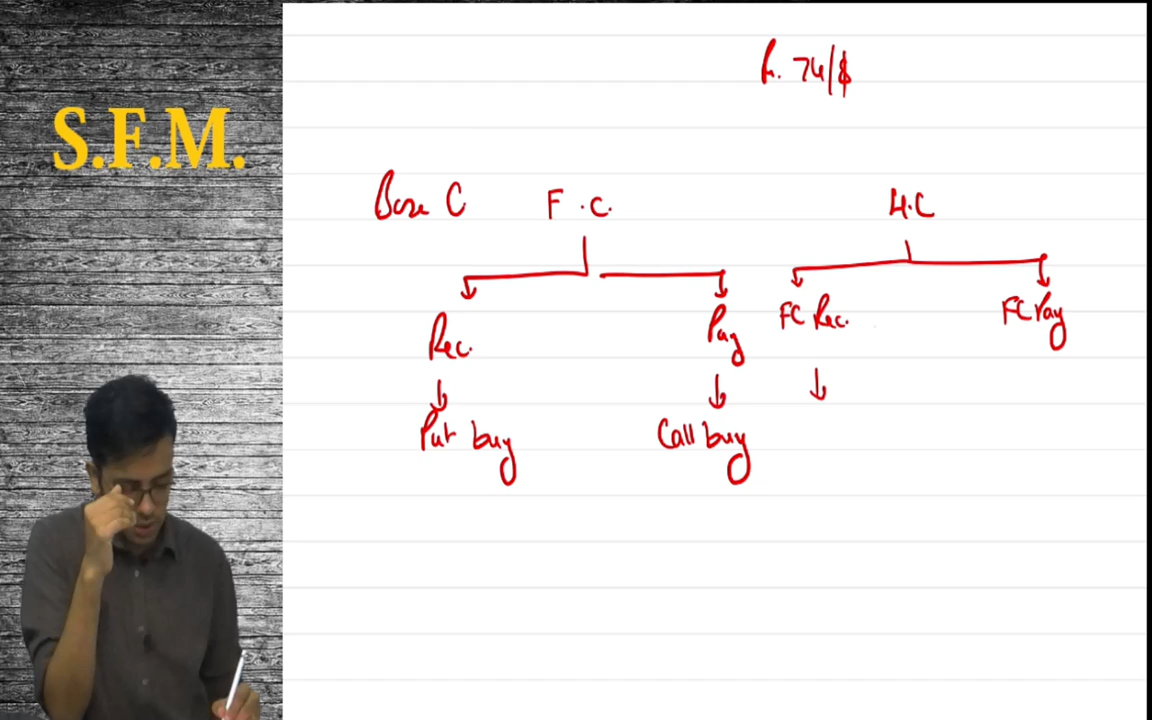 S.F.M.
Rs. 74/$
Base C F.C. H.C
Rec. Pay FC Rec. FC Pay
Put buy Call buy